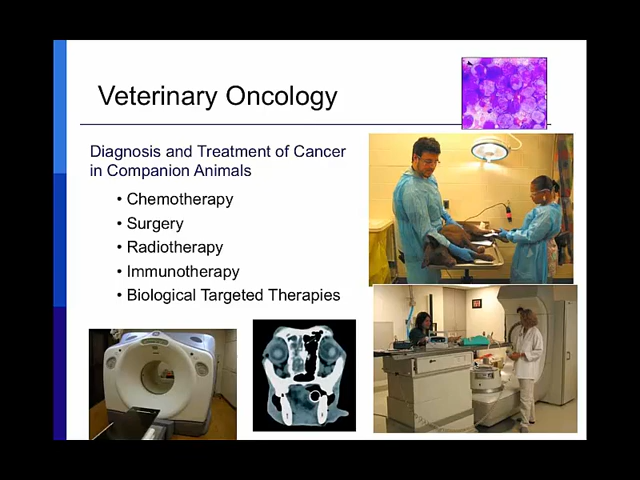 Veterinary Oncology
Diagnosis and Treatment of Cancer
in Companion Animals
• Chemotherapy
• Surgery
• Radiotherapy
• Immunotherapy
• Biological Targeted Therapies